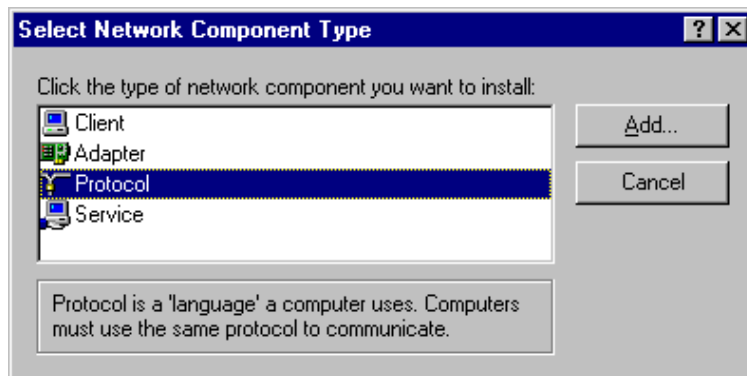 Select Network Component Type
Click the type of network component you want to install:
Client
Adapter
Protocol
Service
Add...
Cancel
Protocol is a 'language' a computer uses. Computers
must use the same protocol to communicate.